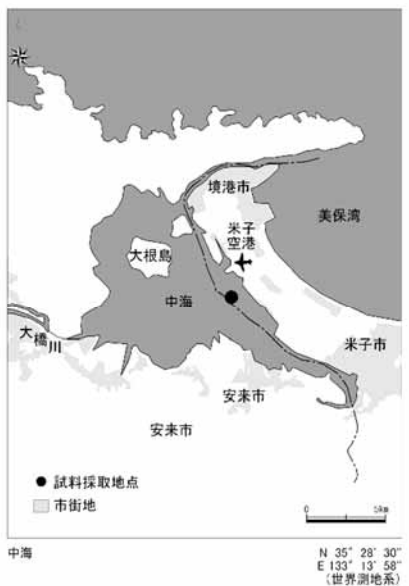 境港市
美保湾
米子
空港
大根島
中海
大橋川
米子市
安来市
安来市
試料採取地点
市街地
0 5km
中海
N 35° 28′ 30″
E 133° 13′ 58″
(世界測地系)